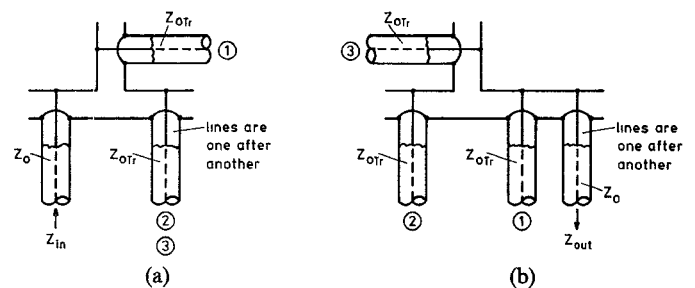 Z0Tr
①
lines are
one after
another
Z0
Z0Tr
Zin
②
③
(a)
Z0Tr
③
lines are
one after
another
Z0Tr
Z0Tr
Z0
②
①
Zout
(b)